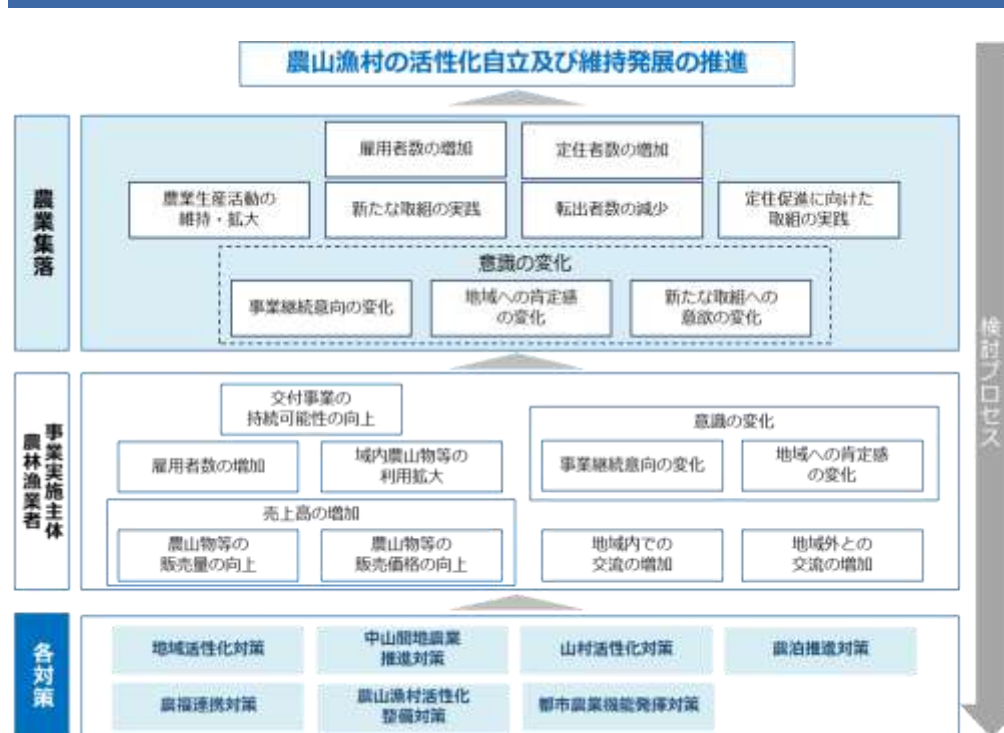 農山漁村の活性化自立及び維持発展の推進
農業集落
雇用者数の増加
定住者数の増加
農業生産活動の
維持・拡大
新たな取組の実践
転出者数の減少
定住促進に向けた
取組の実践
意識の変化
事業継続意向の変化
地域への肯定感
の変化
新たな取組への
意欲の変化
事業実施主体
農林漁業者
交付事業の
持続可能性の向上
雇用者数の増加
域内農山物等の
利用拡大
売上高の増加
農山物等の
販売量の向上
農山物等の
販売価格の向上
意識の変化
事業継続意向の変化
地域への肯定感
の変化
地域内での
交流の増加
地域外との
交流の増加
各対策
地域活性化対策
中山間地農業
推進対策
山村活性化対策
農泊推進対策
農福連携対策
農山漁村活性化
整備対策
都市農業機能発揮対策
検討プロセス